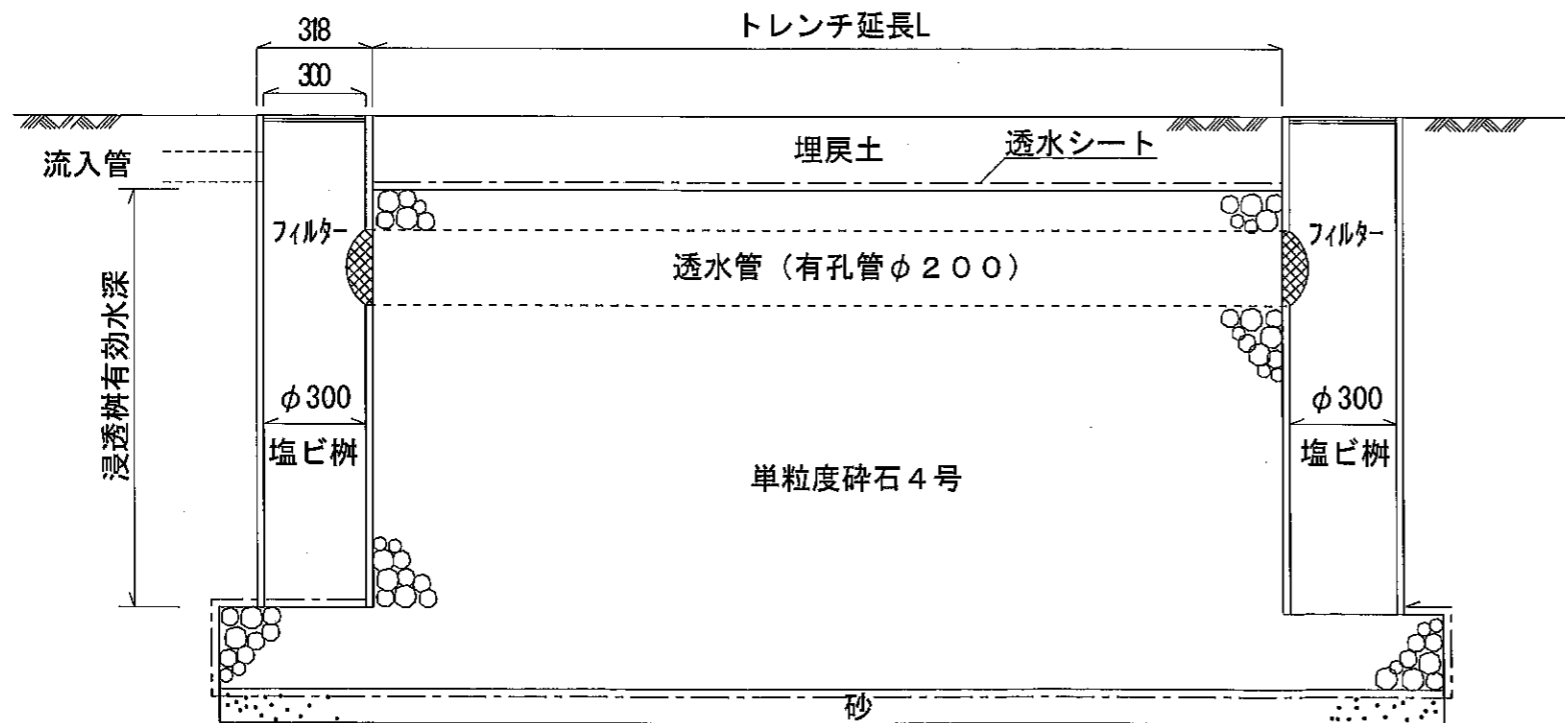 318
トレンチ延長L
300
埋戻土
透水シート
流入管
フィルター
フィルター
透水管（有孔管φ２００）
浸透桝有効水深
φ300
φ300
塩ビ桝
塩ビ桝
単粒度砕石４号
砂